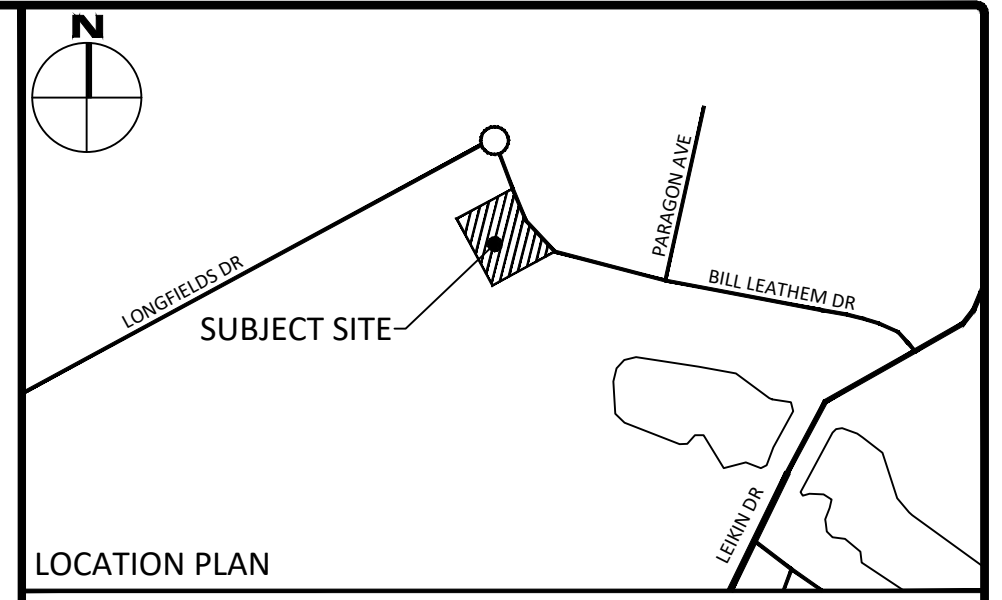 N
PARAGON AVE
LONGFIELDS DR
BILL LEATHEM DR
SUBJECT SITE
LEIKIN DR
LOCATION PLAN